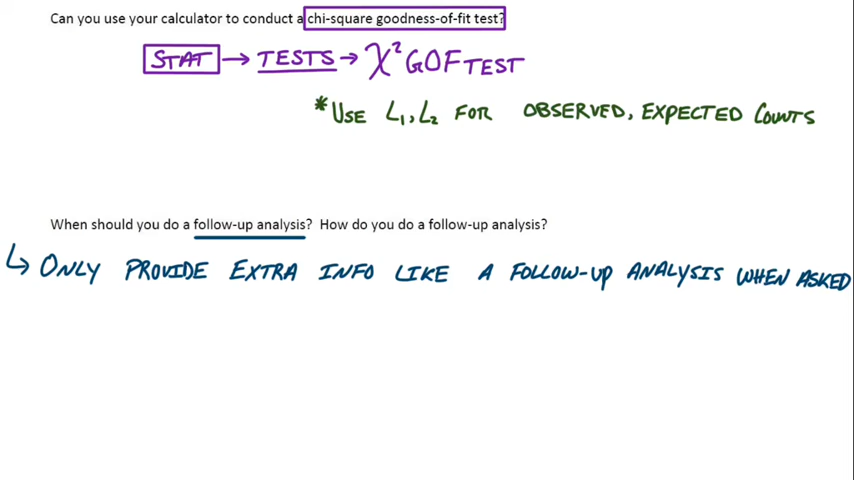 Can you use your calculator to conduct a chi-square goodness-of-fit test?
STAT → TESTS → χ² GOF TEST
*USE L₁, L₂ FOR OBSERVED, EXPECTED COUNTS
When should you do a follow-up analysis? How do you do a follow-up analysis?
↳ ONLY PROVIDE EXTRA INFO LIKE A FOLLOW-UP ANALYSIS WHEN ASKED